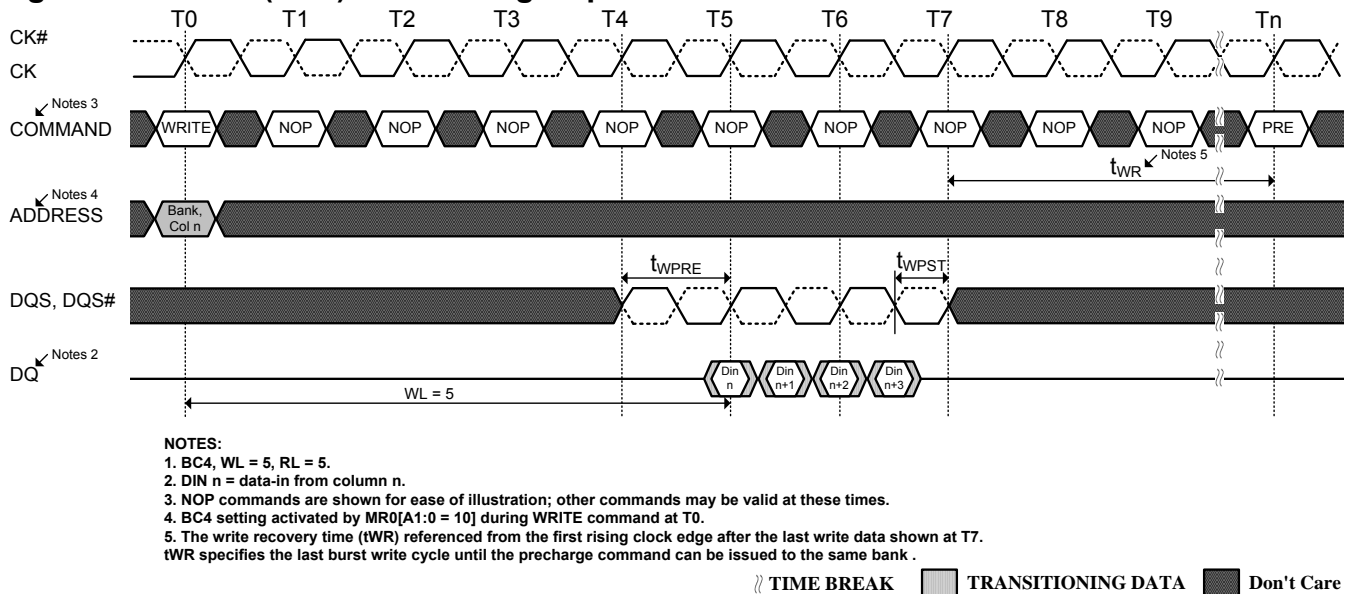 T0 T1 T2 T3 T4 T5 T6 T7 T8 T9 Tn
CK#
CK
Notes 3
COMMAND
WRITE NOP NOP NOP NOP NOP NOP NOP NOP NOP PRE
tWR Notes 5
Notes 4
ADDRESS
Bank,
Col n
tWPRE tWPST
DQS, DQS#
Notes 2
DQ
Din
n
Din
n+1
Din
n+2
Din
n+3
WL = 5
NOTES:
1. BC4, WL = 5, RL = 5.
2. DIN n = data-in from column n.
3. NOP commands are shown for ease of illustration; other commands may be valid at these times.
4. BC4 setting activated by MR0[A1:0 = 10] during WRITE command at T0.
5. The write recovery time (tWR) referenced from the first rising clock edge after the last write data shown at T7.
tWR specifies the last burst write cycle until the precharge command can be issued to the same bank .
TIME BREAK TRANSITIONING DATA Don't Care